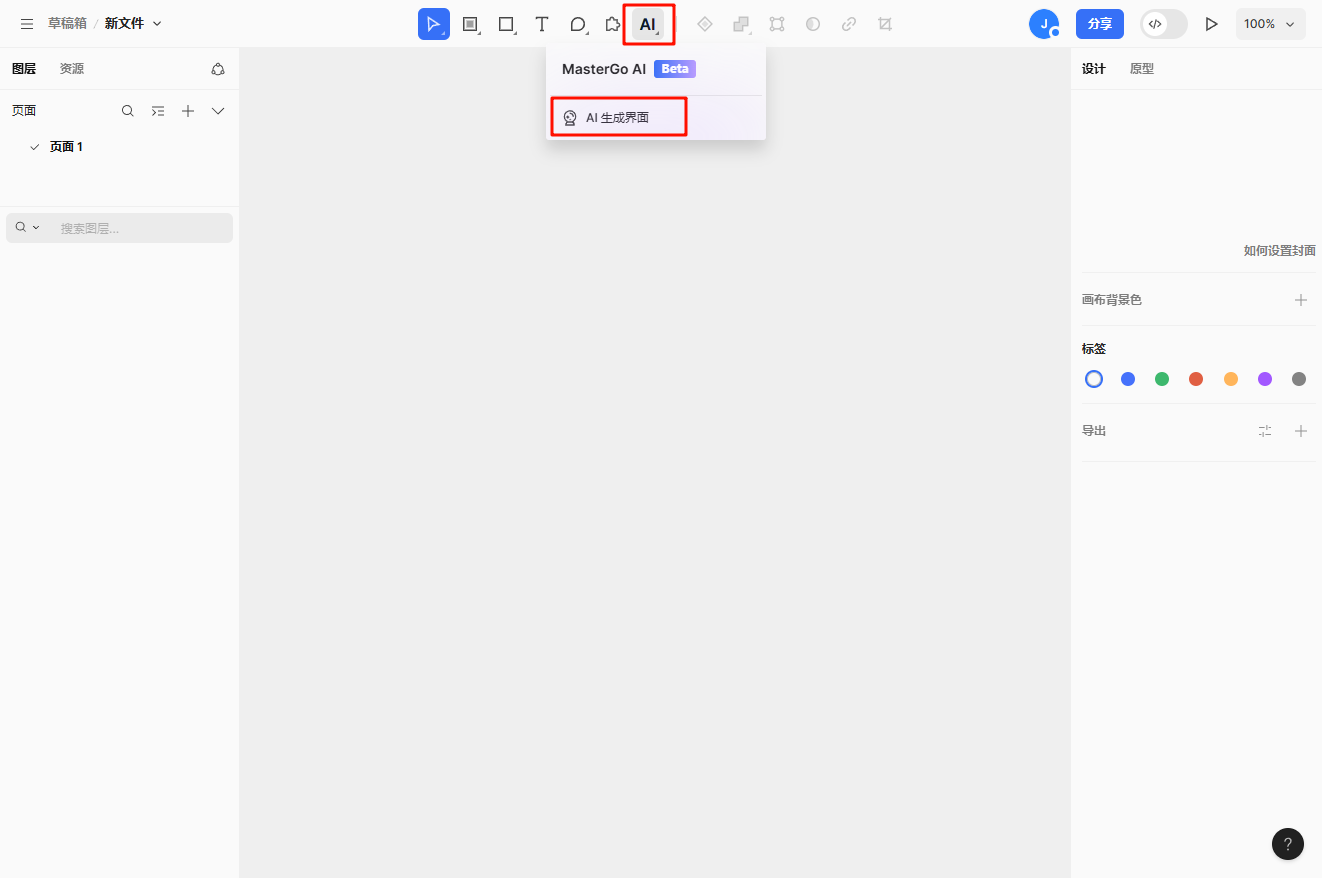 草稿箱 / 新文件
AI
J
分享
100%
MasterGo AI Beta
AI 生成界面
图层 资源
页面
页面 1
搜索图层...
设计 原型
如何设置封面
画布背景色
标签
导出
?